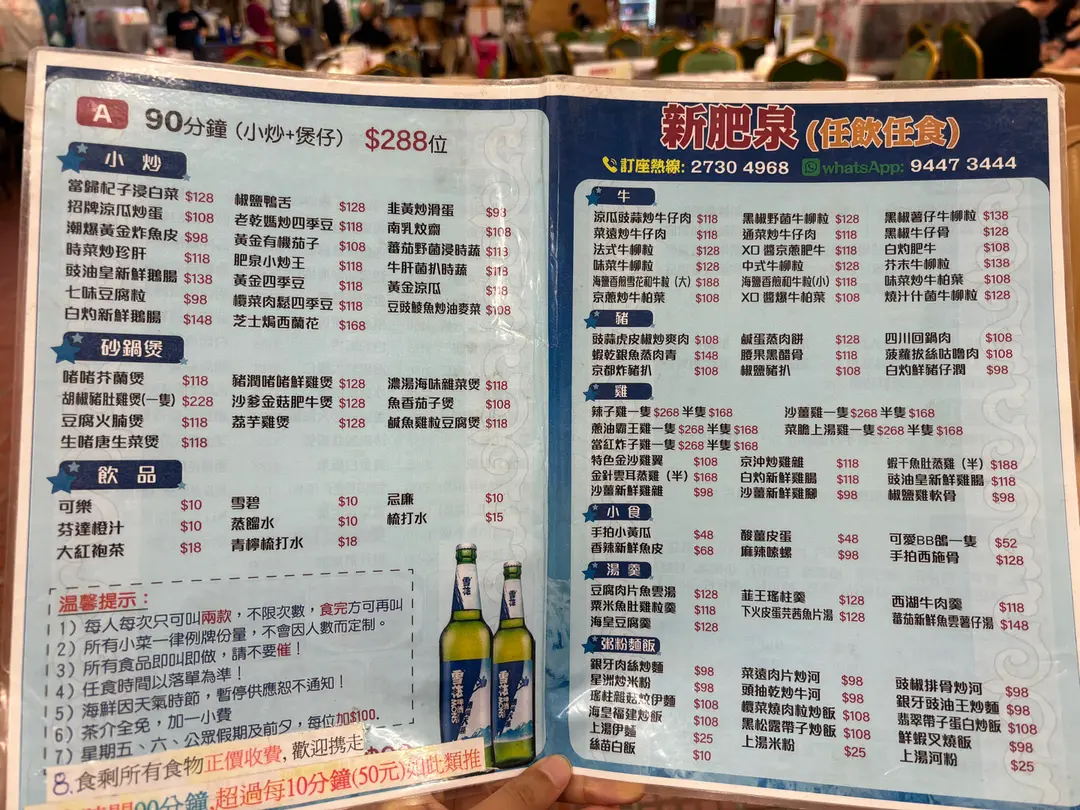 A 90分鐘 (小炒+煲仔) $288位
小炒
當歸杞子浸白菜 $128
招牌涼瓜炒蛋 $108
潮爆黃金炸魚皮 $98
時菜炒珍肝 $118
豉油皇新鮮鵝腸 $138
七味豆腐粒 $98
白灼新鮮鵝腸 $148
椒鹽鴨舌 $128
老乾媽炒四季豆 $118
黃金有機茄子 $108
肥泉小炒王 $118
黃金四季豆 $118
欖菜肉鬆四季豆 $118
芝士焗西蘭花 $168
韭黃炒滑蛋 $98
南乳炆齋 $108
蕃茄野菌浸時蔬 $118
牛肝菌扒時蔬 $118
黃金涼瓜 $118
豆豉鯪魚炒油麥菜 $108
砂鍋煲
啫啫芥蘭煲 $118
胡椒豬肚雞煲(一隻) $228
豆腐火腩煲 $118
生啫唐生菜煲 $118
豬潤啫啫鮮雞煲 $128
沙爹金菇肥牛煲 $128
荔芋雞煲 $128
濃湯海味雜菜煲 $118
魚香茄子煲 $108
鹹魚雞粒豆腐煲 $118
飲品
可樂 $10
芬達橙汁 $10
大紅袍茶 $18
雪碧 $10
蒸餾水 $10
青檸梳打水 $18
忌廉 $10
梳打水 $15
溫馨提示：
1）每人每次只可叫兩款，不限次數，食完方可再叫
2）所有小菜一律例牌份量，不會因人數而定制。
3）所有食品即叫即做，請不要催！
4）任食時間以落單為準！
5）海鮮因天氣時節，暫停供應恕不通知！
6）茶介全免，加一小費
7）星期五、六、公眾假期及前夕，每位加$100.
8.食剩所有食物正價收費,歡迎携走
時間90分鐘,超過每10分鐘(50元)如此類推
新肥泉(任飲任食)
訂座熱線: 2730 4968 whatsApp: 9447 3444
牛
涼瓜豉蒜炒牛仔肉 $118
菜遠炒牛仔肉 $118
法式牛柳粒 $128
味菜牛柳粒 $128
海鹽香煎雪花和牛粒 (大) $188
京蔥炒牛柏葉 $108
黑椒野菌牛柳粒 $128
通菜炒牛仔肉 $118
XO 醬京蔥肥牛 $118
中式牛柳粒 $128
海鹽香煎和牛粒(小) $118
XO 醬爆牛柏葉 $108
黑椒薯仔牛柳粒 $138
黑椒牛仔骨 $128
白灼肥牛 $108
芥末牛柳粒 $138
味菜炒牛柏葉 $108
燒汁什菌牛柳粒 $128
豬
豉蒜虎皮椒炒爽肉 $108
蝦乾銀魚蒸肉青 $148
京都炸豬扒 $108
鹹蛋蒸肉餅 $128
腰果黑醋骨 $118
椒鹽豬扒 $108
四川回鍋肉 $108
菠蘿拔絲咕嚕肉 $108
白灼鮮豬仔潤 $98
雞
辣子雞一隻 $268 半隻 $168
蔥油霸王雞一隻 $268 半隻 $168
當紅炸子雞一隻 $268 半隻 $168
沙薑雞一隻 $268 半隻 $168
菜膽上湯雞一隻 $268 半隻 $168
特色金沙雞翼 $108
金針雲耳蒸雞 (半) $168
沙薑新鮮雞雜 $98
京沖炒雞雜 $118
白灼新鮮雞腸 $118
沙薑新鮮雞腳 $98
蝦干魚肚蒸雞 (半) $188
豉油皇新鮮雞腸 $118
椒鹽雞軟骨 $98
小食
手拍小黃瓜 $48
香辣新鮮魚皮 $68
酸薑皮蛋 $48
麻辣嗦螺 $98
可愛BB鴿一隻 $52
手拍西施骨 $128
湯羹
豆腐肉片魚雲湯 $128
粟米魚肚雞粒羹 $118
海皇豆腐羹 $128
韮王瑤柱羹 $128
下火皮蛋芫茜魚片湯 $128
西湖牛肉羹 $118
蕃茄新鮮魚雲薯仔湯 $148
粥粉麵飯
銀牙肉絲炒麵 $98
星洲炒米粉 $98
瑤柱雜菇炆伊麵 $108
海皇福建炒飯 $108
上湯伊麵 $25
絲苗白飯 $10
菜遠肉片炒河 $98
頭抽乾炒牛河 $98
欖菜燒肉粒炒飯 $108
黑松露帶子炒飯 $108
上湯米粉 $25
豉椒排骨炒河 $98
銀牙豉油王炒麵 $98
翡翠帶子蛋白炒飯 $108
鮮蝦叉燒飯 $98
上湯河粉 $25
雪花